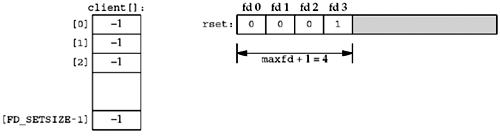 client[]:
[0] -1
[1] -1
[2] -1
[FD_SETSIZE-1] -1
fd 0 fd 1 fd 2 fd 3
rset: 0 0 0 1
maxfd + 1 = 4